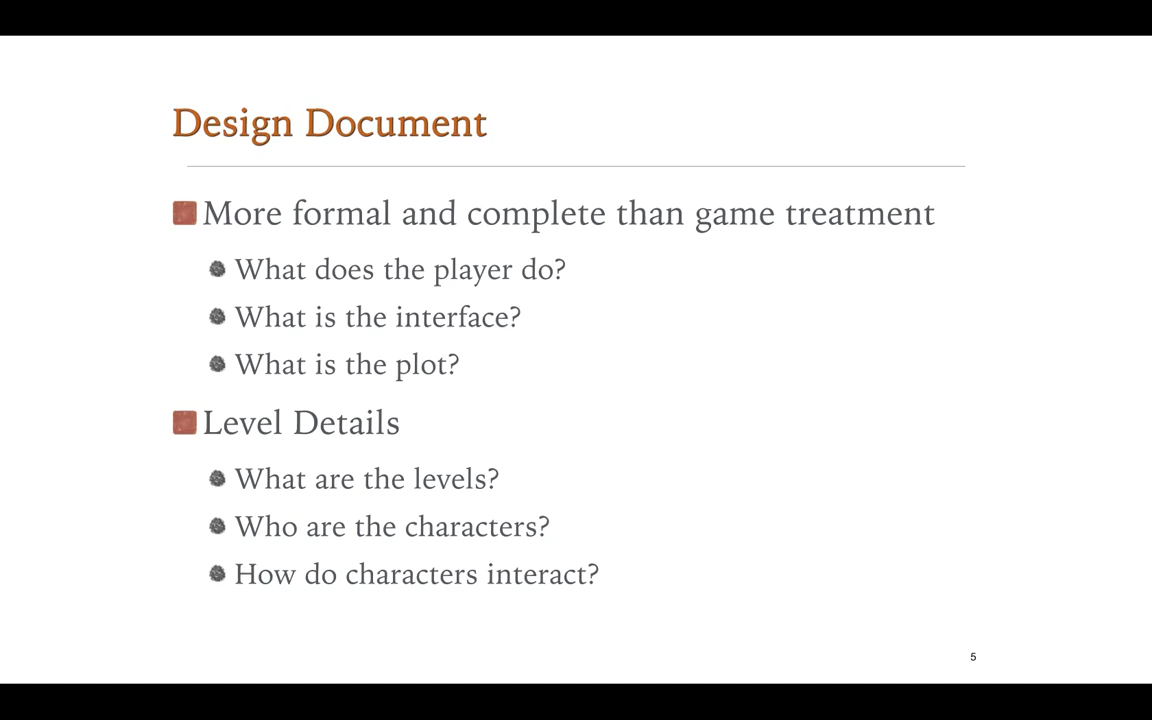 Design Document
More formal and complete than game treatment
What does the player do?
What is the interface?
What is the plot?
Level Details
What are the levels?
Who are the characters?
How do characters interact?
5